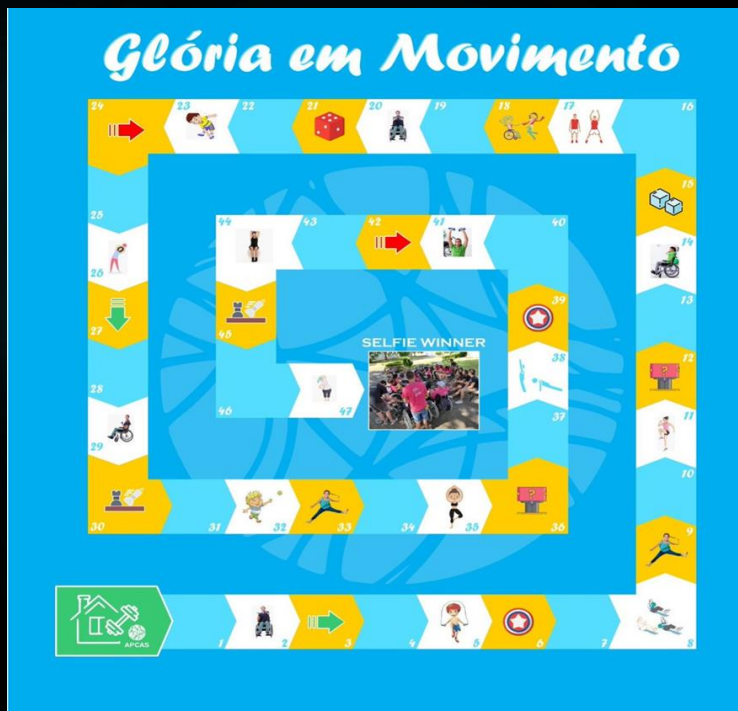 Glória em Movimento
24 23 22 21 20 19 18 17 16
25 15
44 43 42 41 40 14
26 13
27 45 39 12
SELFIE WINNER
28 38 11
46 47 37 10
29
30 31 32 33 34 35 36 9
APCAS
1 2 3 4 5 6 7 8
?
?